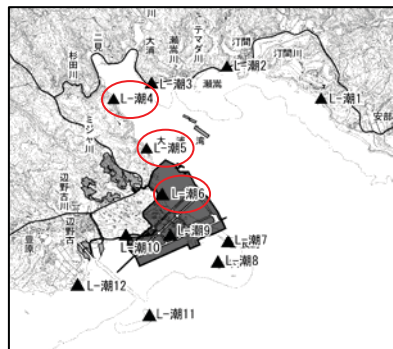 二見
大浦川
瀬嵩川
テマダ川
汀間
汀間川
杉田川
L-潮3
L-潮2
瀬嵩
L-潮4
L-潮1
安部
大浦湾
ミジャ川
L-潮5
辺野古川
L-潮6
辺野古
豊原
L-潮10
L-潮9
L-潮7
L-潮8
L-潮12
L-潮11